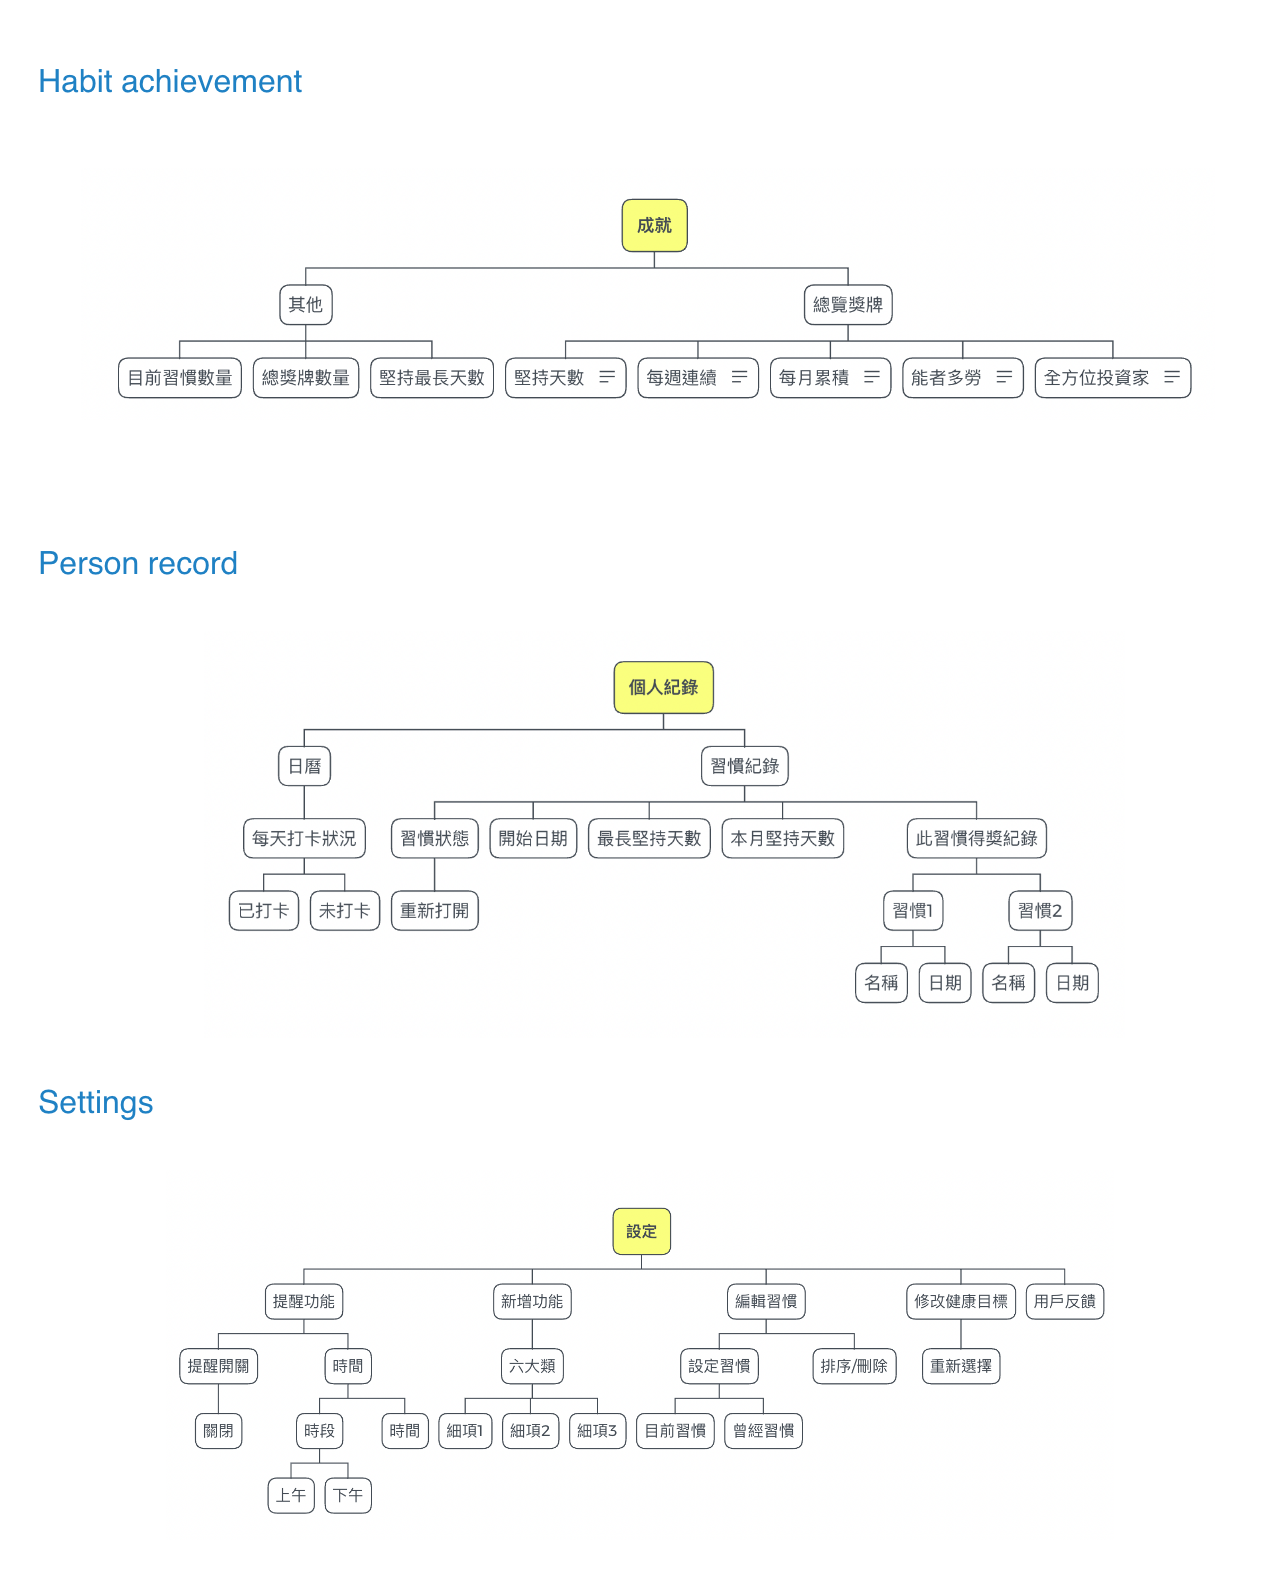 Habit achievement
成就
其他
總覽獎牌
目前習慣數量
總獎牌數量
堅持最長天數
堅持天數
每週連續
每月累積
能者多勞
全方位投資家
Person record
個人紀錄
日曆
習慣紀錄
每天打卡狀況
習慣狀態
開始日期
最長堅持天數
本月堅持天數
此習慣得獎紀錄
已打卡
未打卡
重新打開
習慣1
習慣2
名稱
日期
名稱
日期
Settings
設定
提醒功能
新增功能
編輯習慣
修改健康目標
用戶反饋
提醒開關
時間
六大類
設定習慣
排序/刪除
重新選擇
關閉
時段
時間
細項1
細項2
細項3
目前習慣
曾經習慣
上午
下午